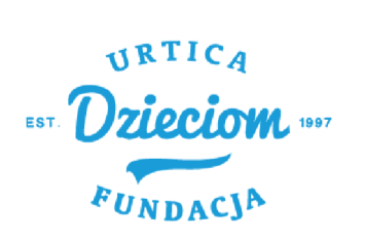 URTICA
EST. Dzieciom 1997
FUNDACJA